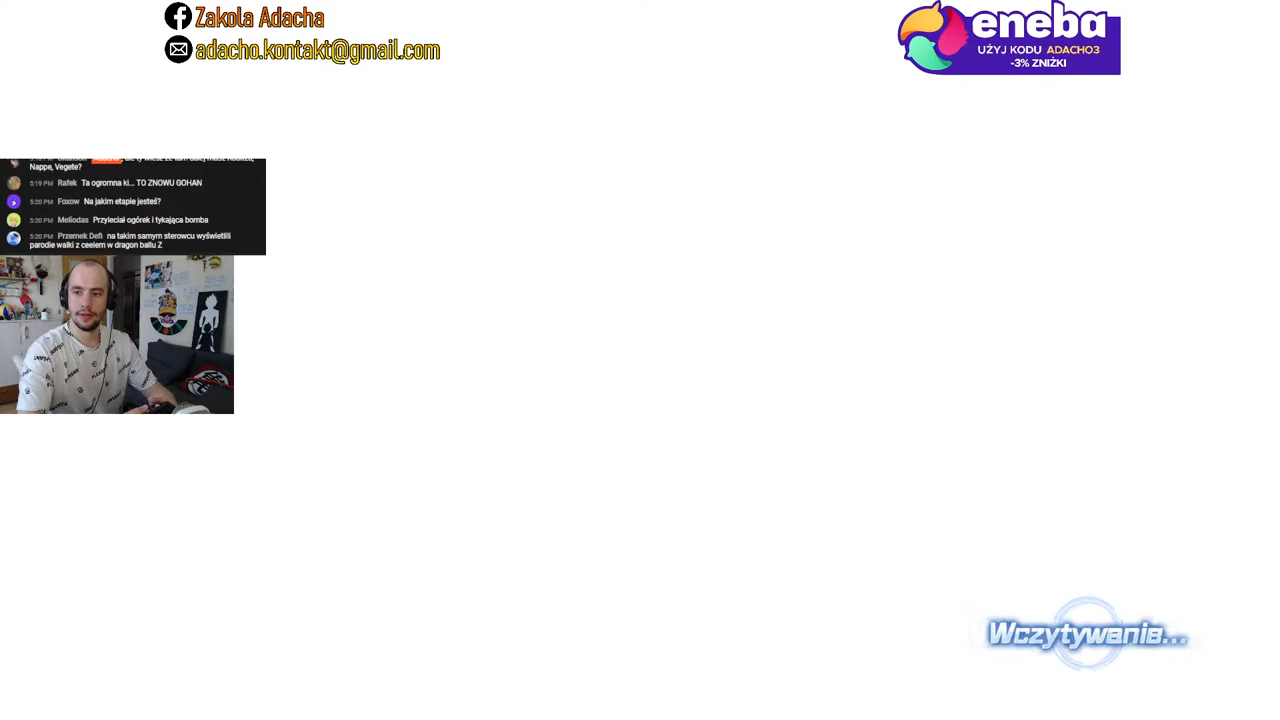 Zakola Adacha
adacho.kontakt@gmail.com
eneba
UŻYJ KODU ADACHO3
-3% ZNIŻKI
Nappe, Vegete?
5:19 PM Rafek Ta ogromna ki... TO ZNOWU GOHAN
5:20 PM Foxow Na jakim etapie jesteś?
5:20 PM Meliodas Przyleciał ogórek i tykająca bomba
5:20 PM Przemek Defi na takim samym sterowcu wyświetlili
parodie walki z ceelem w dragon ballu Z
Wczytywanie...